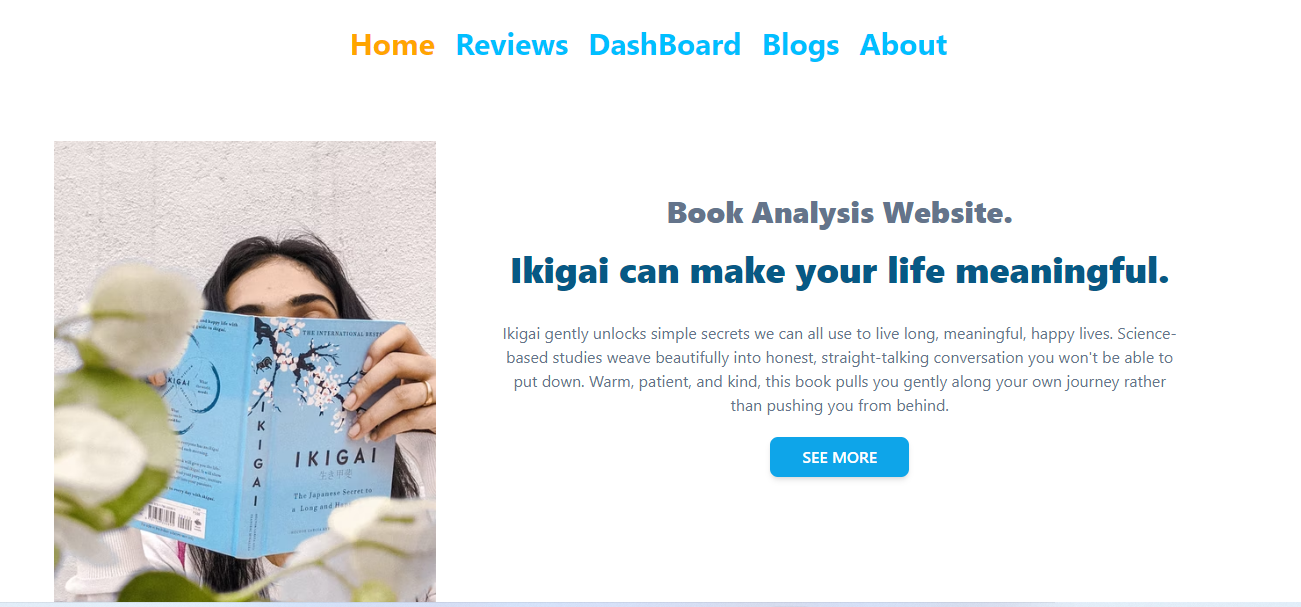 Home Reviews DashBoard Blogs About
Book Analysis Website.
Ikigai can make your life meaningful.
Ikigai gently unlocks simple secrets we can all use to live long, meaningful, happy lives. Science-
based studies weave beautifully into honest, straight-talking conversation you won't be able to
put down. Warm, patient, and kind, this book pulls you gently along your own journey rather
than pushing you from behind.
SEE MORE
THE INTERNATIONAL
IKIGAI
IKIGAI
IKIGAI
生き甲斐
The Japanese Secret to
a Long and